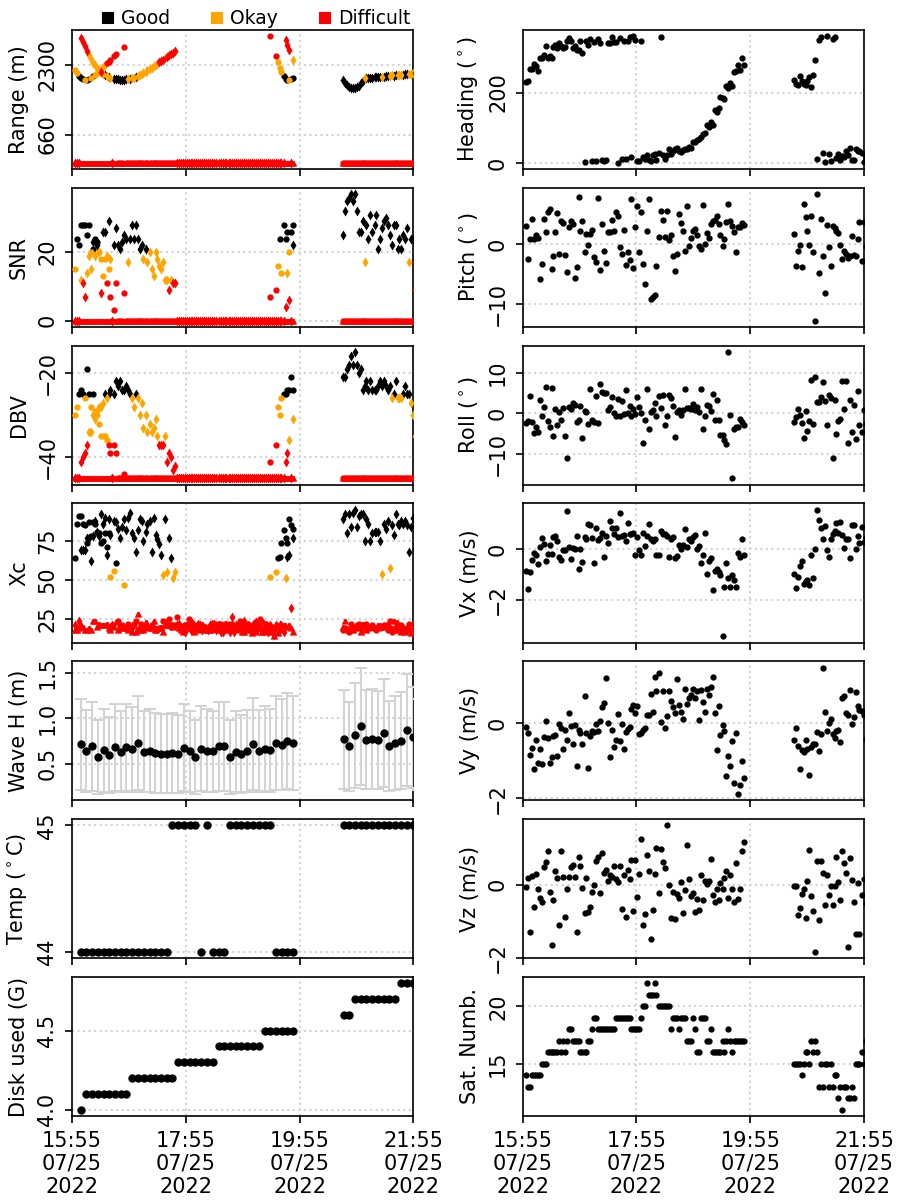 Good Okay Difficult
Range (m)
2300
660
Heading (°)
200
0
SNR
20
0
Pitch (°)
0
−10
DBV
−20
−40
Roll (°)
10
0
−10
Xc
75
50
25
Vx (m/s)
0
−2
Wave H (m)
1.5
1.0
0.5
Vy (m/s)
0
−2
Temp (°C)
45
44
Vz (m/s)
0
−2
Disk used (G)
4.5
4.0
Sat. Numb.
20
15
15:55 17:55 19:55 21:55 15:55 17:55 19:55 21:55
07/25 07/25 07/25 07/25 07/25 07/25 07/25 07/25
2022 2022 2022 2022 2022 2022 2022 2022